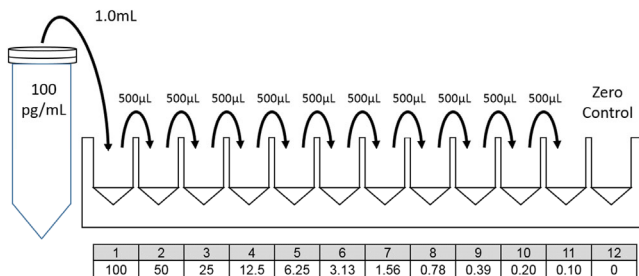 1.0mL
100
pg/mL
500µL 500µL 500µL 500µL 500µL 500µL 500µL 500µL 500µL 500µL
Zero
Control
1 2 3 4 5 6 7 8 9 10 11 12
100 50 25 12.5 6.25 3.13 1.56 0.78 0.39 0.20 0.10 0